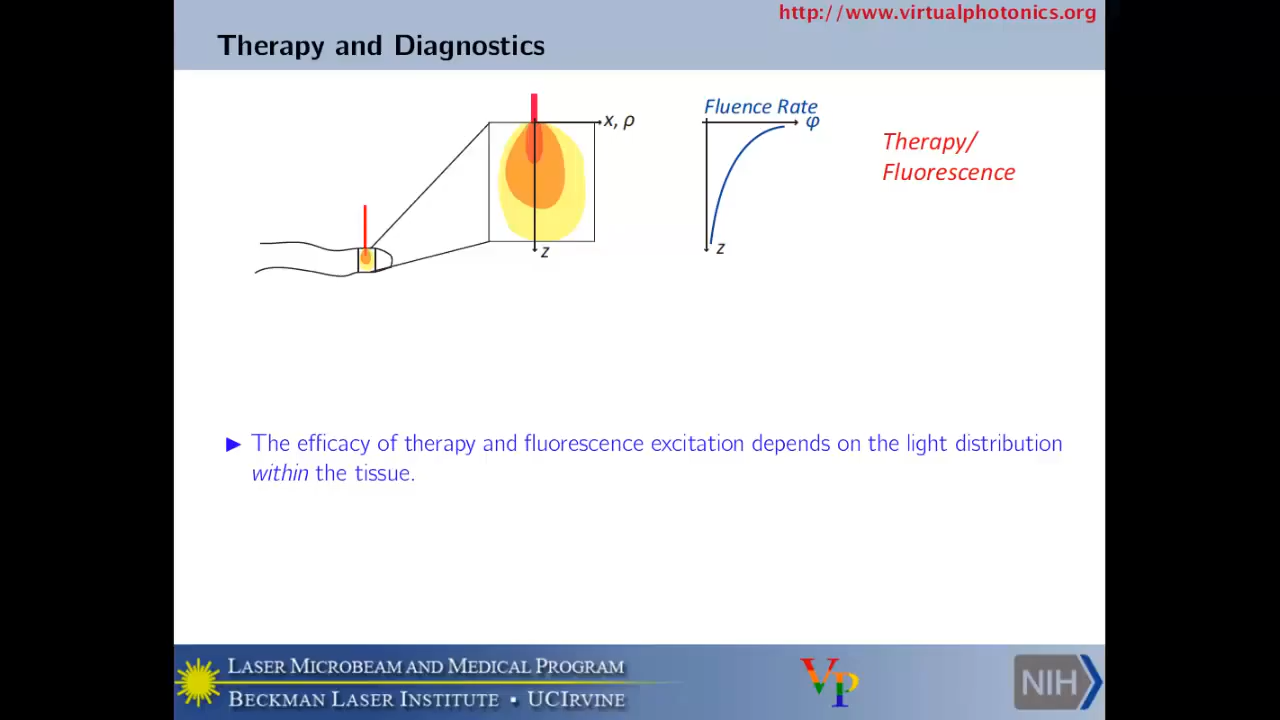 http://www.virtualphotonics.org
Therapy and Diagnostics
x, ρ
z
Fluence Rate
φ
z
Therapy/
Fluorescence
▶ The efficacy of therapy and fluorescence excitation depends on the light distribution
within the tissue.
LASER MICROBEAM AND MEDICAL PROGRAM
BECKMAN LASER INSTITUTE ▪ UCIRVINE
VP
NIH